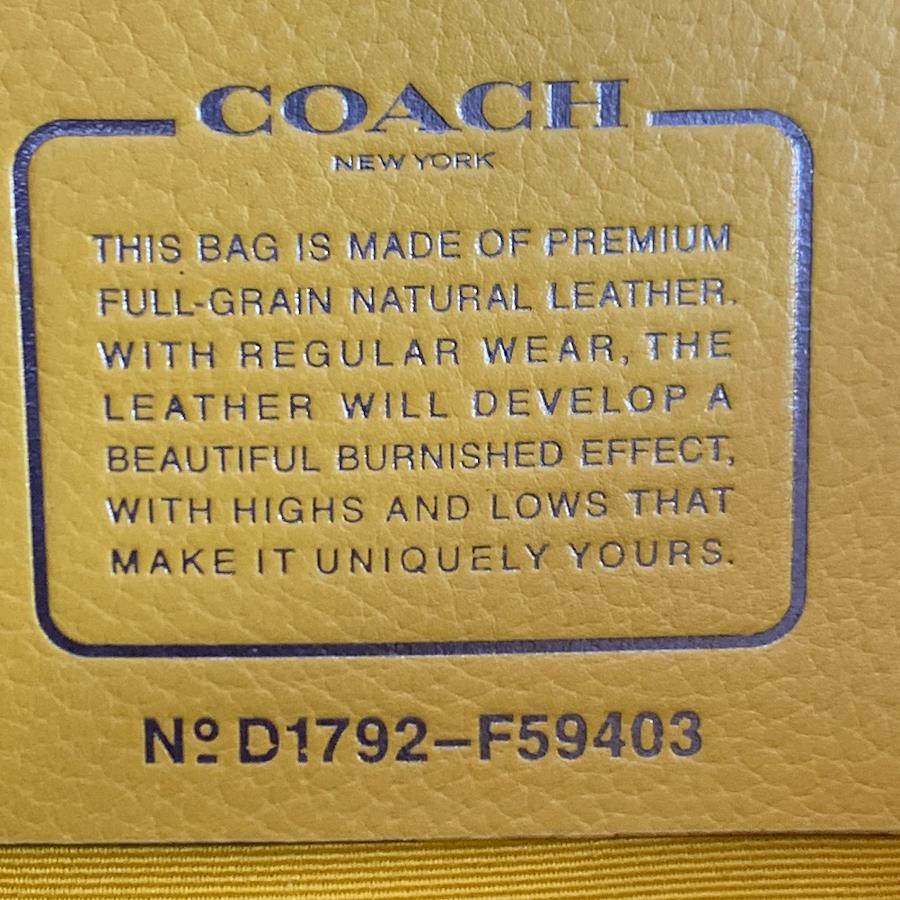 COACH
NEW YORK
THIS BAG IS MADE OF PREMIUM
FULL-GRAIN NATURAL LEATHER.
WITH REGULAR WEAR, THE
LEATHER WILL DEVELOP A
BEAUTIFUL BURNISHED EFFECT,
WITH HIGHS AND LOWS THAT
MAKE IT UNIQUELY YOURS.
Nº D1792-F59403